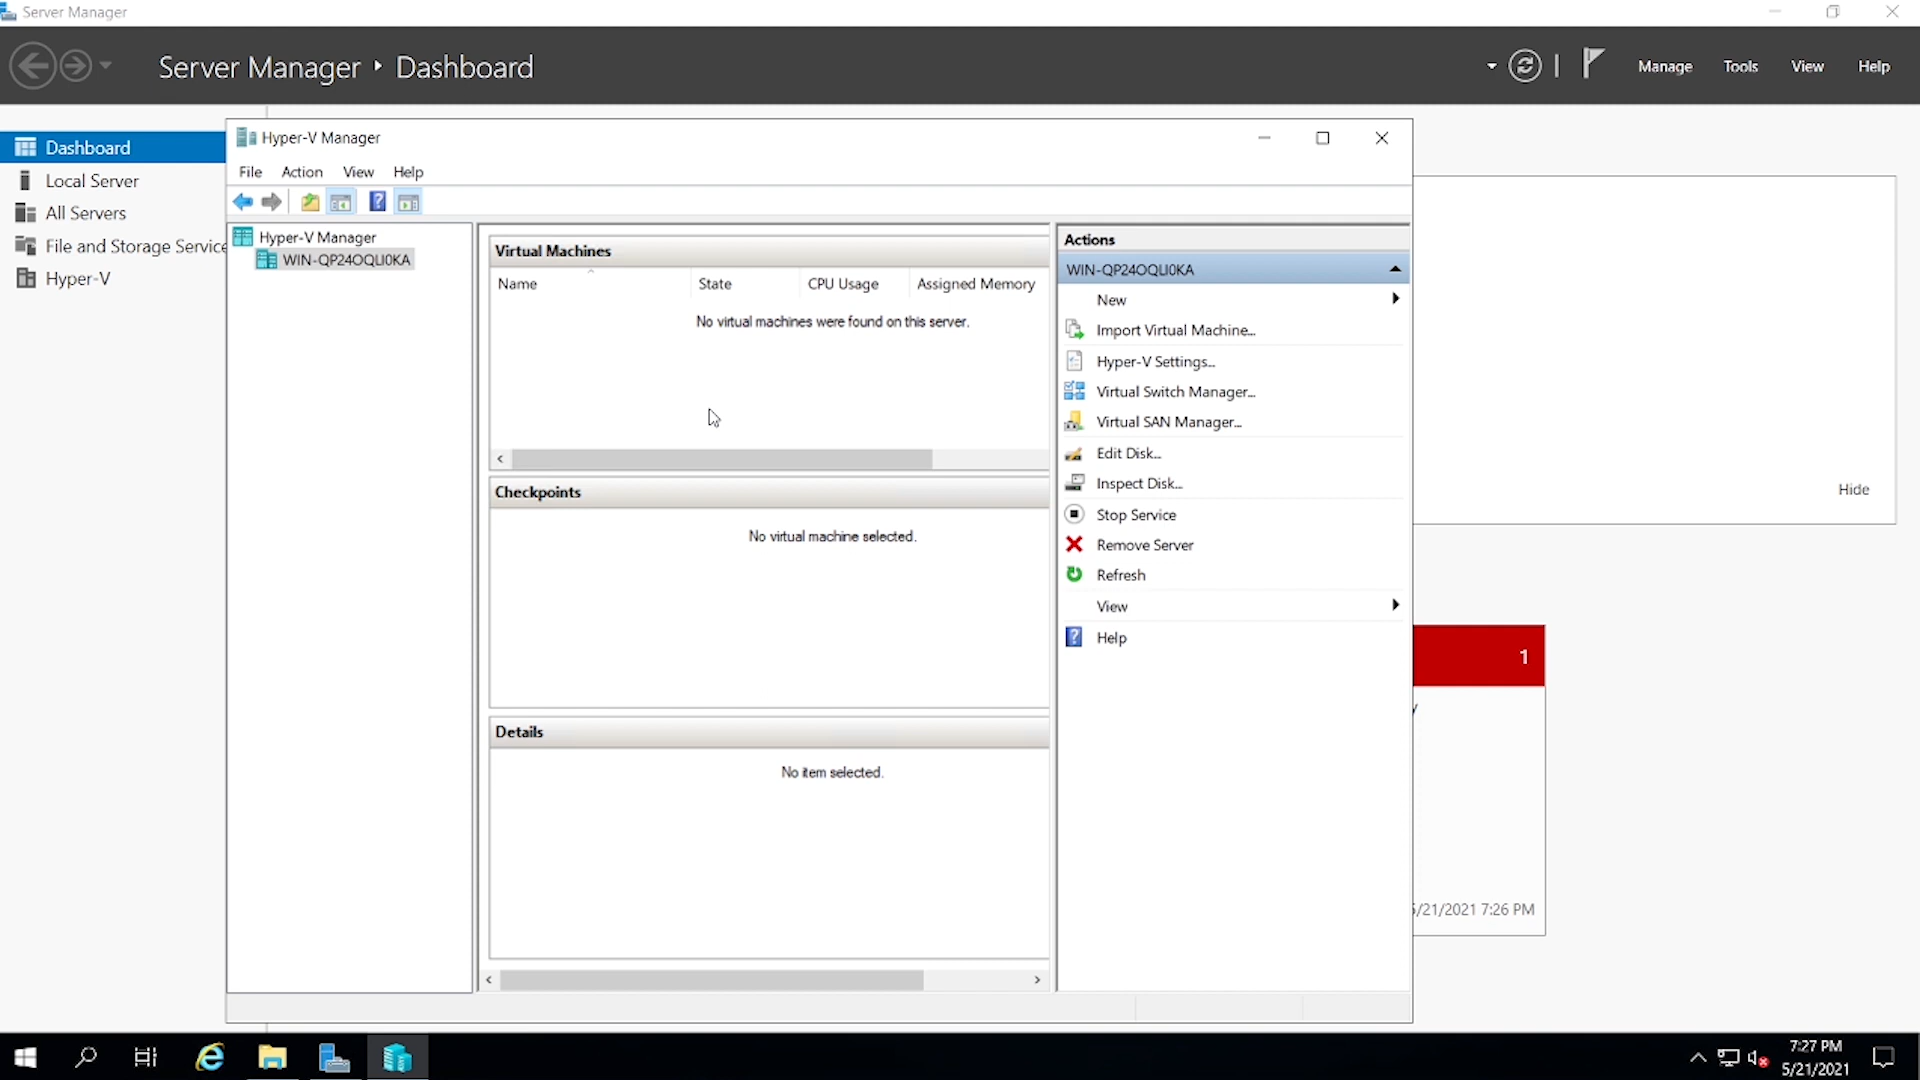 Server Manager
Server Manager ‣ Dashboard
Manage Tools View Help
Dashboard
Local Server
All Servers
File and Storage Service
Hyper-V
Hyper-V Manager
File Action View Help
Hyper-V Manager
WIN-QP24OQLI0KA
Virtual Machines
Name State CPU Usage Assigned Memory
No virtual machines were found on this server.
Checkpoints
No virtual machine selected.
Details
No item selected.
Actions
WIN-QP24OQLI0KA
New
Import Virtual Machine...
Hyper-V Settings...
Virtual Switch Manager...
Virtual SAN Manager...
Edit Disk...
Inspect Disk...
Stop Service
Remove Server
Refresh
View
Help
Hide
1
5/21/2021 7:26 PM
7:27 PM
5/21/2021